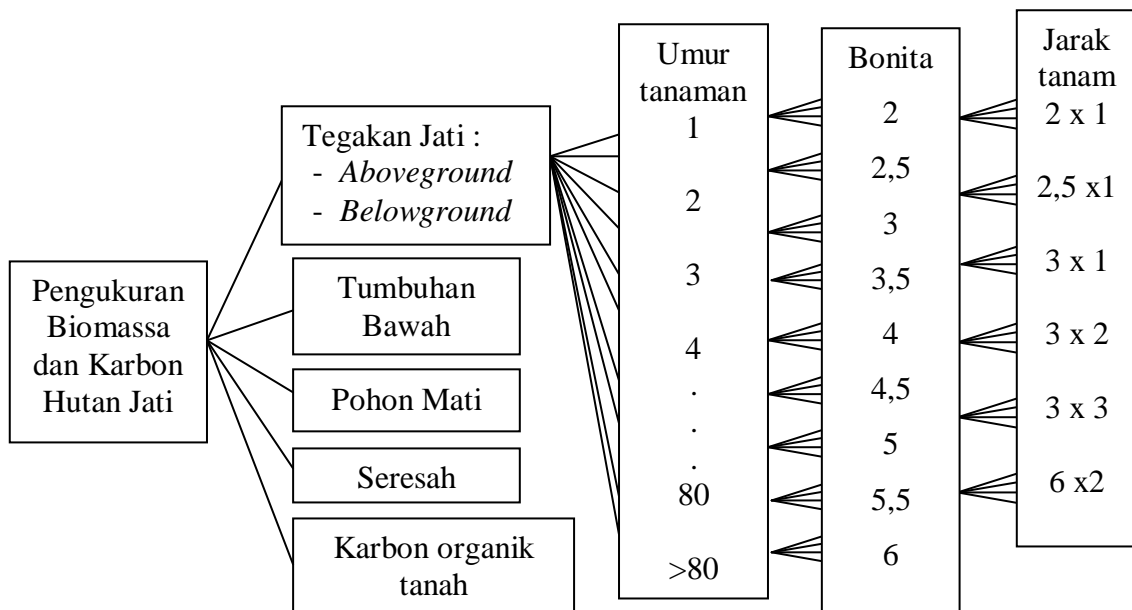 Pengukuran
Biomassa
dan Karbon
Hutan Jati
Tegakan Jati :
- Aboveground
- Belowground
Tumbuhan
Bawah
Pohon Mati
Seresah
Karbon organik
tanah
Umur
tanaman
1
2
3
4
.
.
.
80
>80
Bonita
2
2,5
3
3,5
4
4,5
5
5,5
6
Jarak
tanam
2 x 1
2,5 x1
3 x 1
3 x 2
3 x 3
6 x2